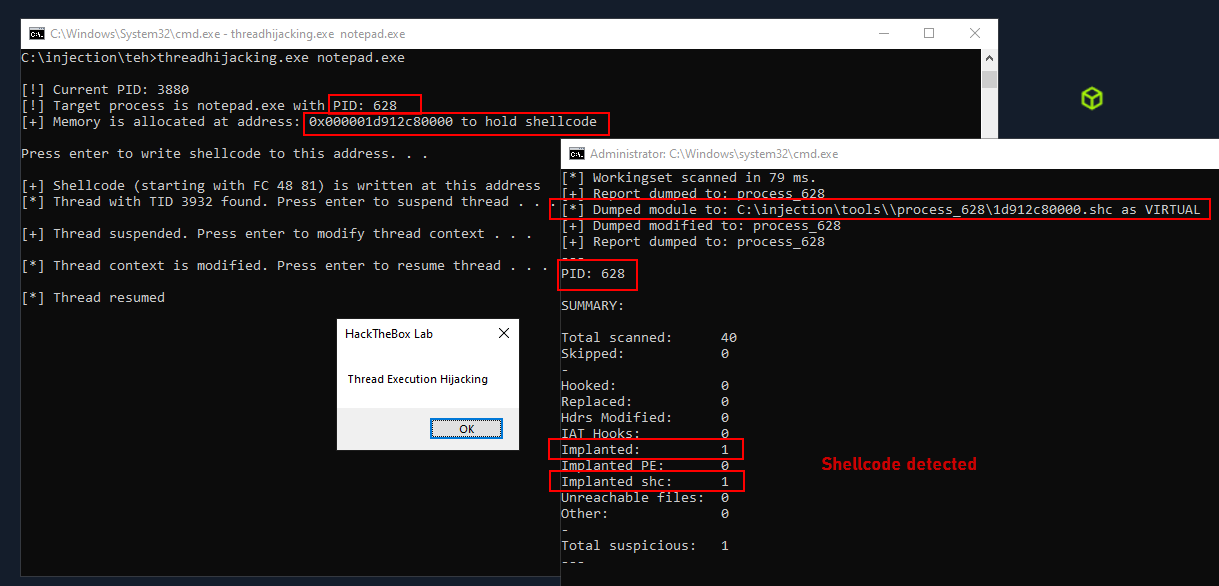 C:\Windows\System32\cmd.exe - threadhijacking.exe  notepad.exe
C:\injection\teh>threadhijacking.exe notepad.exe
[!] Current PID: 3880
[!] Target process is notepad.exe with PID: 628
[+] Memory is allocated at address: 0x000001d912c80000 to hold shellcode
Press enter to write shellcode to this address. . .
[+] Shellcode (starting with FC 48 81) is written at this address
[*] Thread with TID 3932 found. Press enter to suspend thread . . .
[+] Thread suspended. Press enter to modify thread context . . .
[*] Thread context is modified. Press enter to resume thread . . .
[*] Thread resumed
HackTheBox Lab
Thread Execution Hijacking
OK
Administrator: C:\Windows\system32\cmd.exe
[*] Workingset scanned in 79 ms.
[+] Report dumped to: process_628
[*] Dumped module to: C:\injection\tools\\process_628\1d912c80000.shc as VIRTUAL
[+] Dumped modified to: process_628
[+] Report dumped to: process_628
---
PID: 628
SUMMARY:
Total scanned: 40
Skipped: 0
-
Hooked: 0
Replaced: 0
Hdrs Modified: 0
IAT Hooks: 0
Implanted: 1
Implanted PE: 0
Implanted shc: 1
Unreachable files: 0
Other: 0
-
Total suspicious: 1
---
Shellcode detected